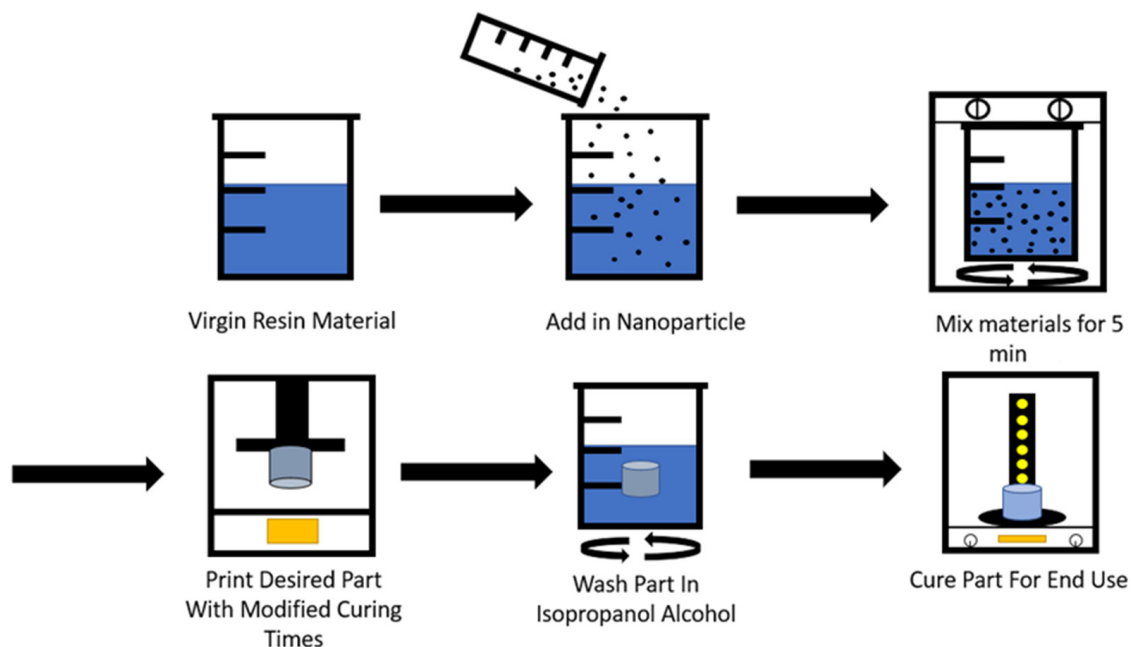 Virgin Resin Material
Add in Nanoparticle
Mix materials for 5
min
Print Desired Part
With Modified Curing
Times
Wash Part In
Isopropanol Alcohol
Cure Part For End Use